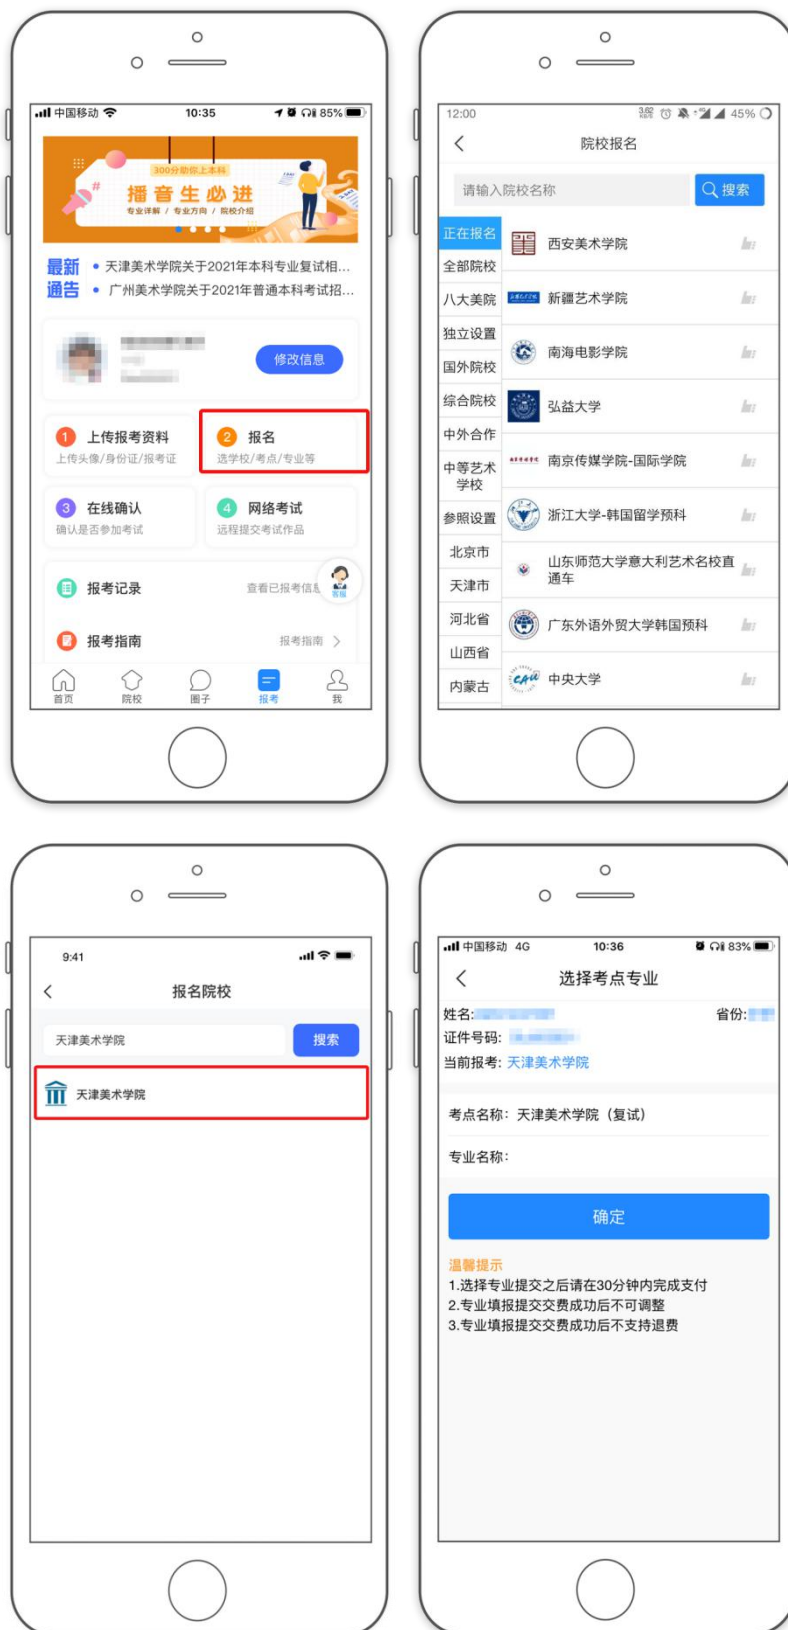 中国移动
10:35
85%
300分助你上本科
播音生必进
专业详解 / 专业方向 / 院校介绍
最新通告
天津美术学院关于2021年本科专业复试相...
广州美术学院关于2021年普通本科考试招...
修改信息
1 上传报考资料
上传头像/身份证/报考证
2 报名
选学校/考点/专业等
3 在线确认
确认是否参加考试
4 网络考试
远程提交考试作品
报考记录
查看已报考信息
客服
报考指南
报考指南
首页
院校
圈子
报考
我
12:00
45%
院校报名
请输入院校名称
搜索
正在报名
全部院校
八大美院
独立设置
国外院校
综合院校
中外合作
中等艺术
学校
参照设置
北京市
天津市
河北省
山西省
内蒙古
西安美术学院
新疆艺术学院
南海电影学院
弘益大学
南京传媒学院-国际学院
浙江大学-韩国留学预科
山东师范大学意大利艺术名校直
通车
广东外语外贸大学韩国预科
CAU 中央大学
9:41
报名院校
天津美术学院
搜索
天津美术学院
中国移动 4G
10:36
83%
选择考点专业
姓名:
省份:
证件号码:
当前报考: 天津美术学院
考点名称: 天津美术学院（复试）
专业名称:
确定
温馨提示
1.选择专业提交之后请在30分钟内完成支付
2.专业填报提交交费成功后不可调整
3.专业填报提交交费成功后不支持退费